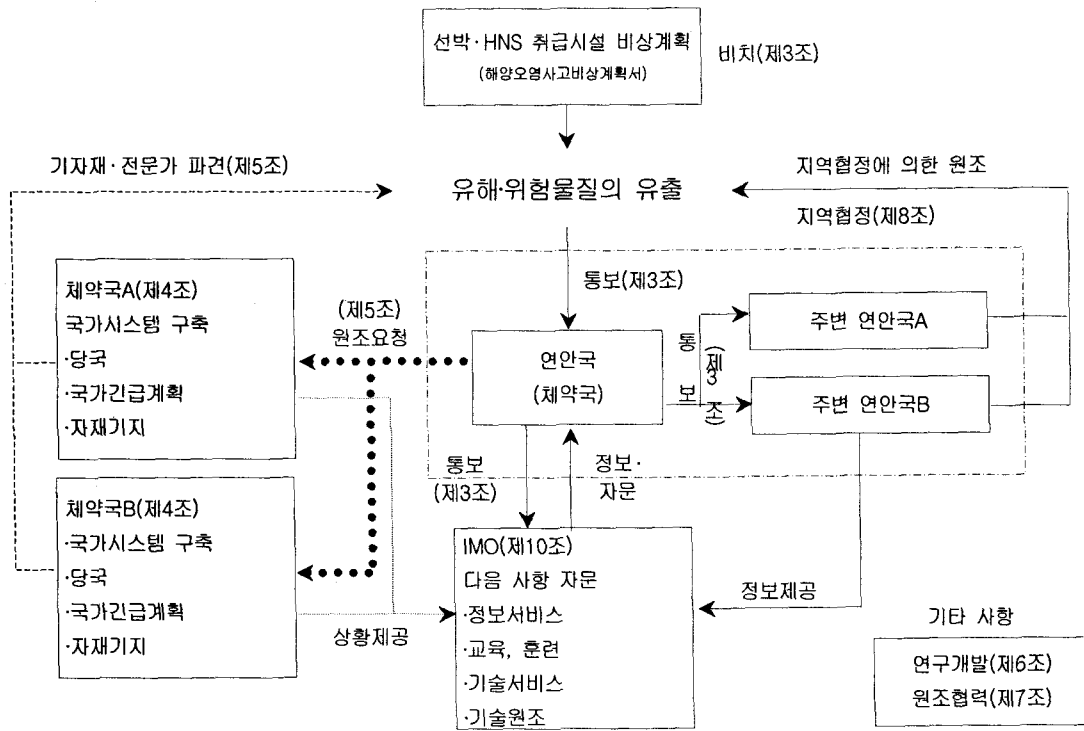 선박·HNS 취급시설 비상계획
(해양오염사고비상계획서)
비치(제3조)
기자재·전문가 파견(제5조)
유해·위험물질의 유출
지역협정에 의한 원조
지역협정(제8조)
통보(제3조)
체약국A(제4조)
국가시스템 구축
·당국
·국가긴급계획
·자재기지
(제5조)
원조요청
연안국
(체약국)
통보
(제3조)
주변 연안국A
주변 연안국B
체약국B(제4조)
·국가시스템 구축
·당국
·국가긴급계획
·자재기지
통보
(제3조)
정보·
자문
IMO(제10조)
다음 사항 자문
·정보서비스
·교육, 훈련
·기술서비스
·기술원조
상황제공
정보제공
기타 사항
연구개발(제6조)
원조협력(제7조)